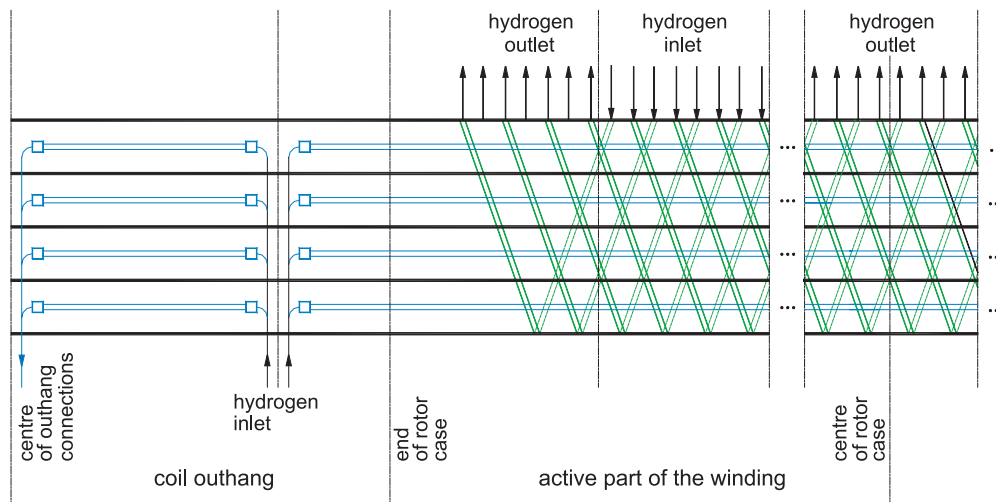 hydrogen
outlet
hydrogen
inlet
hydrogen
outlet
...
...
...
...
...
...
...
...
centre
of outhang
connections
hydrogen
inlet
end
of rotor
case
centre
of rotor
case
coil outhang
active part of the winding